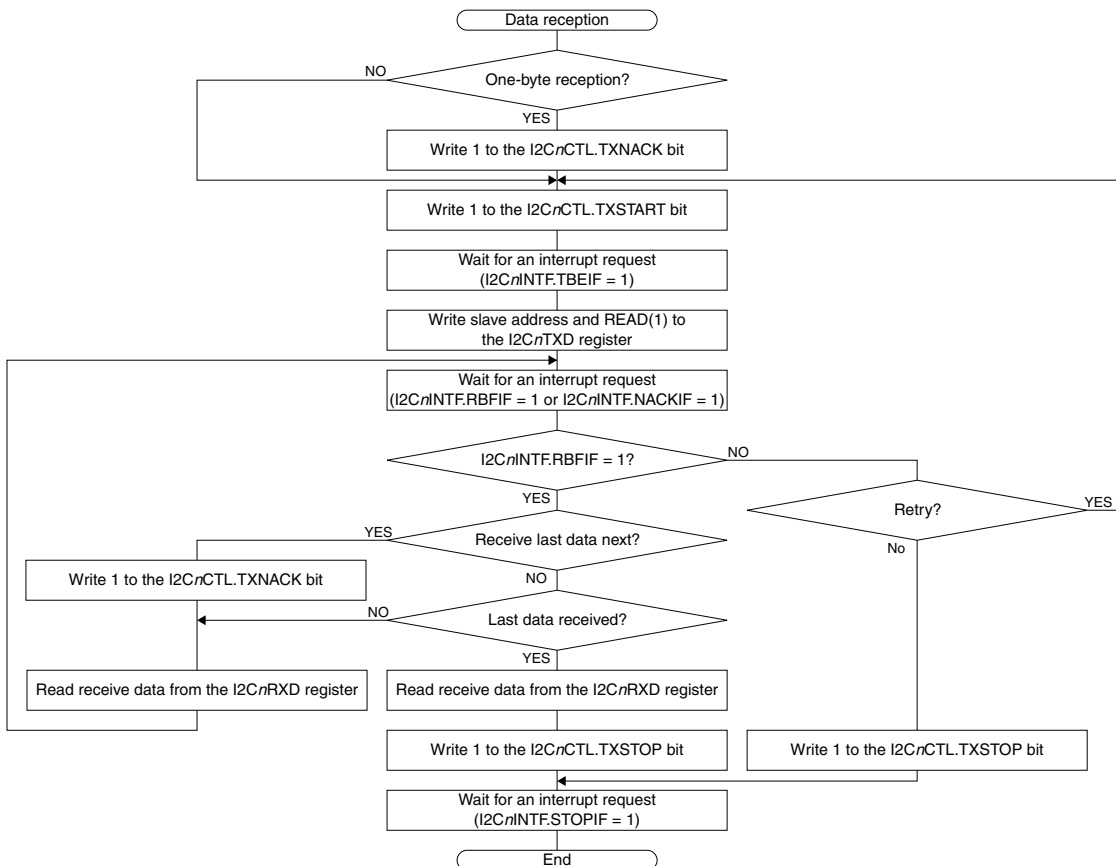 Data reception
NO
One-byte reception?
YES
Write 1 to the I2CnCTL.TXNACK bit
Write 1 to the I2CnCTL.TXSTART bit
Wait for an interrupt request
(I2CnINTF.TBEIF = 1)
Write slave address and READ(1) to
the I2CnTXD register
Wait for an interrupt request
(I2CnINTF.RBFIF = 1 or I2CnINTF.NACKIF = 1)
I2CnINTF.RBFIF = 1?
NO
YES
Retry?
YES
No
YES
Receive last data next?
Write 1 to the I2CnCTL.TXNACK bit
NO
NO
Last data received?
YES
Read receive data from the I2CnRXD register
Read receive data from the I2CnRXD register
Write 1 to the I2CnCTL.TXSTOP bit
Write 1 to the I2CnCTL.TXSTOP bit
Wait for an interrupt request
(I2CnINTF.STOPIF = 1)
End